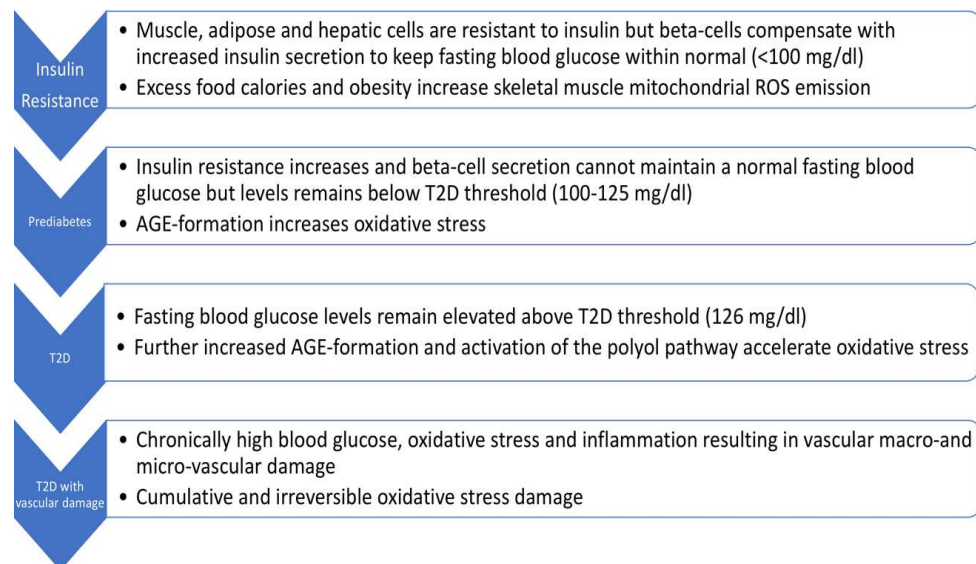 Insulin
Resistance
• Muscle, adipose and hepatic cells are resistant to insulin but beta-cells compensate with
increased insulin secretion to keep fasting blood glucose within normal (<100 mg/dl)
• Excess food calories and obesity increase skeletal muscle mitochondrial ROS emission
Prediabetes
• Insulin resistance increases and beta-cell secretion cannot maintain a normal fasting blood
glucose but levels remains below T2D threshold (100-125 mg/dl)
• AGE-formation increases oxidative stress
T2D
• Fasting blood glucose levels remain elevated above T2D threshold (126 mg/dl)
• Further increased AGE-formation and activation of the polyol pathway accelerate oxidative stress
T2D with
vascular damage
• Chronically high blood glucose, oxidative stress and inflammation resulting in vascular macro-and
micro-vascular damage
• Cumulative and irreversible oxidative stress damage